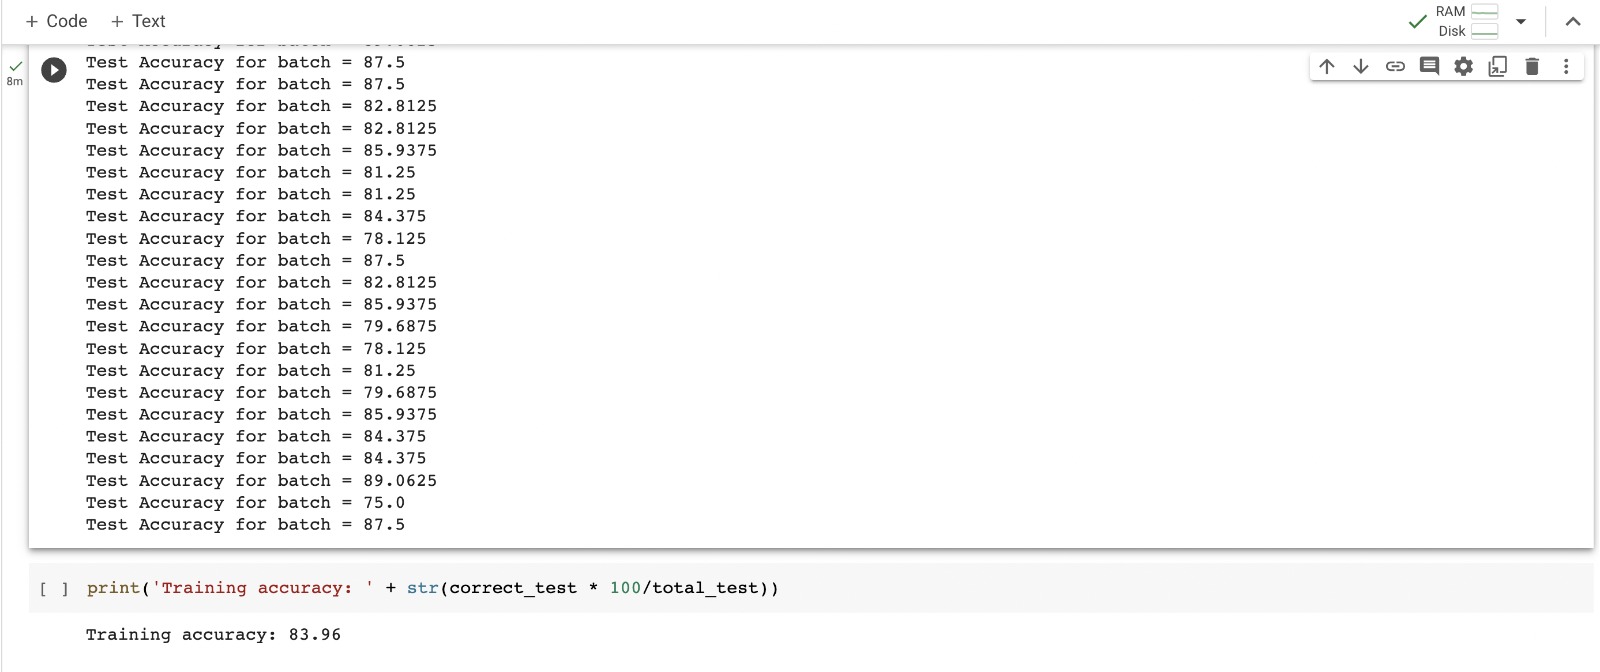 + Code + Text
RAM
Disk
8m
Test Accuracy for batch = 87.5
Test Accuracy for batch = 87.5
Test Accuracy for batch = 82.8125
Test Accuracy for batch = 82.8125
Test Accuracy for batch = 85.9375
Test Accuracy for batch = 81.25
Test Accuracy for batch = 81.25
Test Accuracy for batch = 84.375
Test Accuracy for batch = 78.125
Test Accuracy for batch = 87.5
Test Accuracy for batch = 82.8125
Test Accuracy for batch = 85.9375
Test Accuracy for batch = 79.6875
Test Accuracy for batch = 78.125
Test Accuracy for batch = 81.25
Test Accuracy for batch = 79.6875
Test Accuracy for batch = 85.9375
Test Accuracy for batch = 84.375
Test Accuracy for batch = 84.375
Test Accuracy for batch = 89.0625
Test Accuracy for batch = 75.0
Test Accuracy for batch = 87.5
[ ] print('Training accuracy: ' + str(correct_test * 100/total_test))
Training accuracy: 83.96